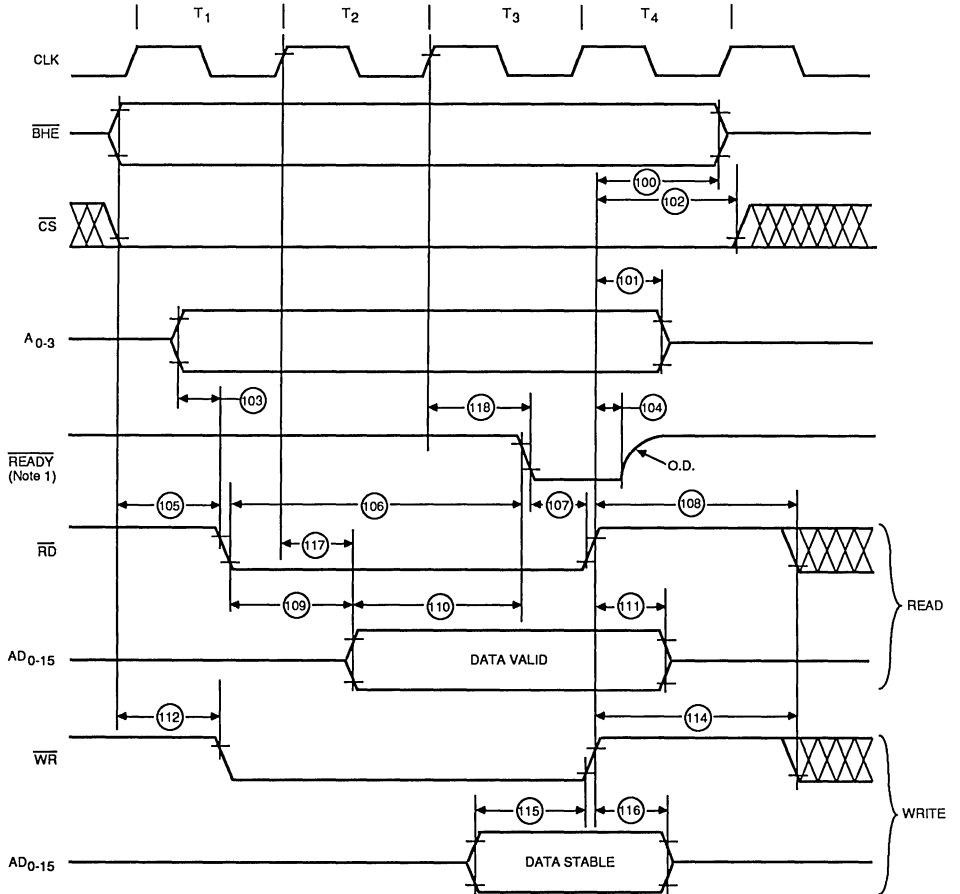 T1 T2 T3 T4
CLK
BHE
100
102
CS
101
A0-3
103
118
104
READY
(Note 1)
O.D.
105
106
107
108
RD
117
109
110
111
READ
AD0-15
DATA VALID
112
114
WR
115
116
WRITE
AD0-15
DATA STABLE